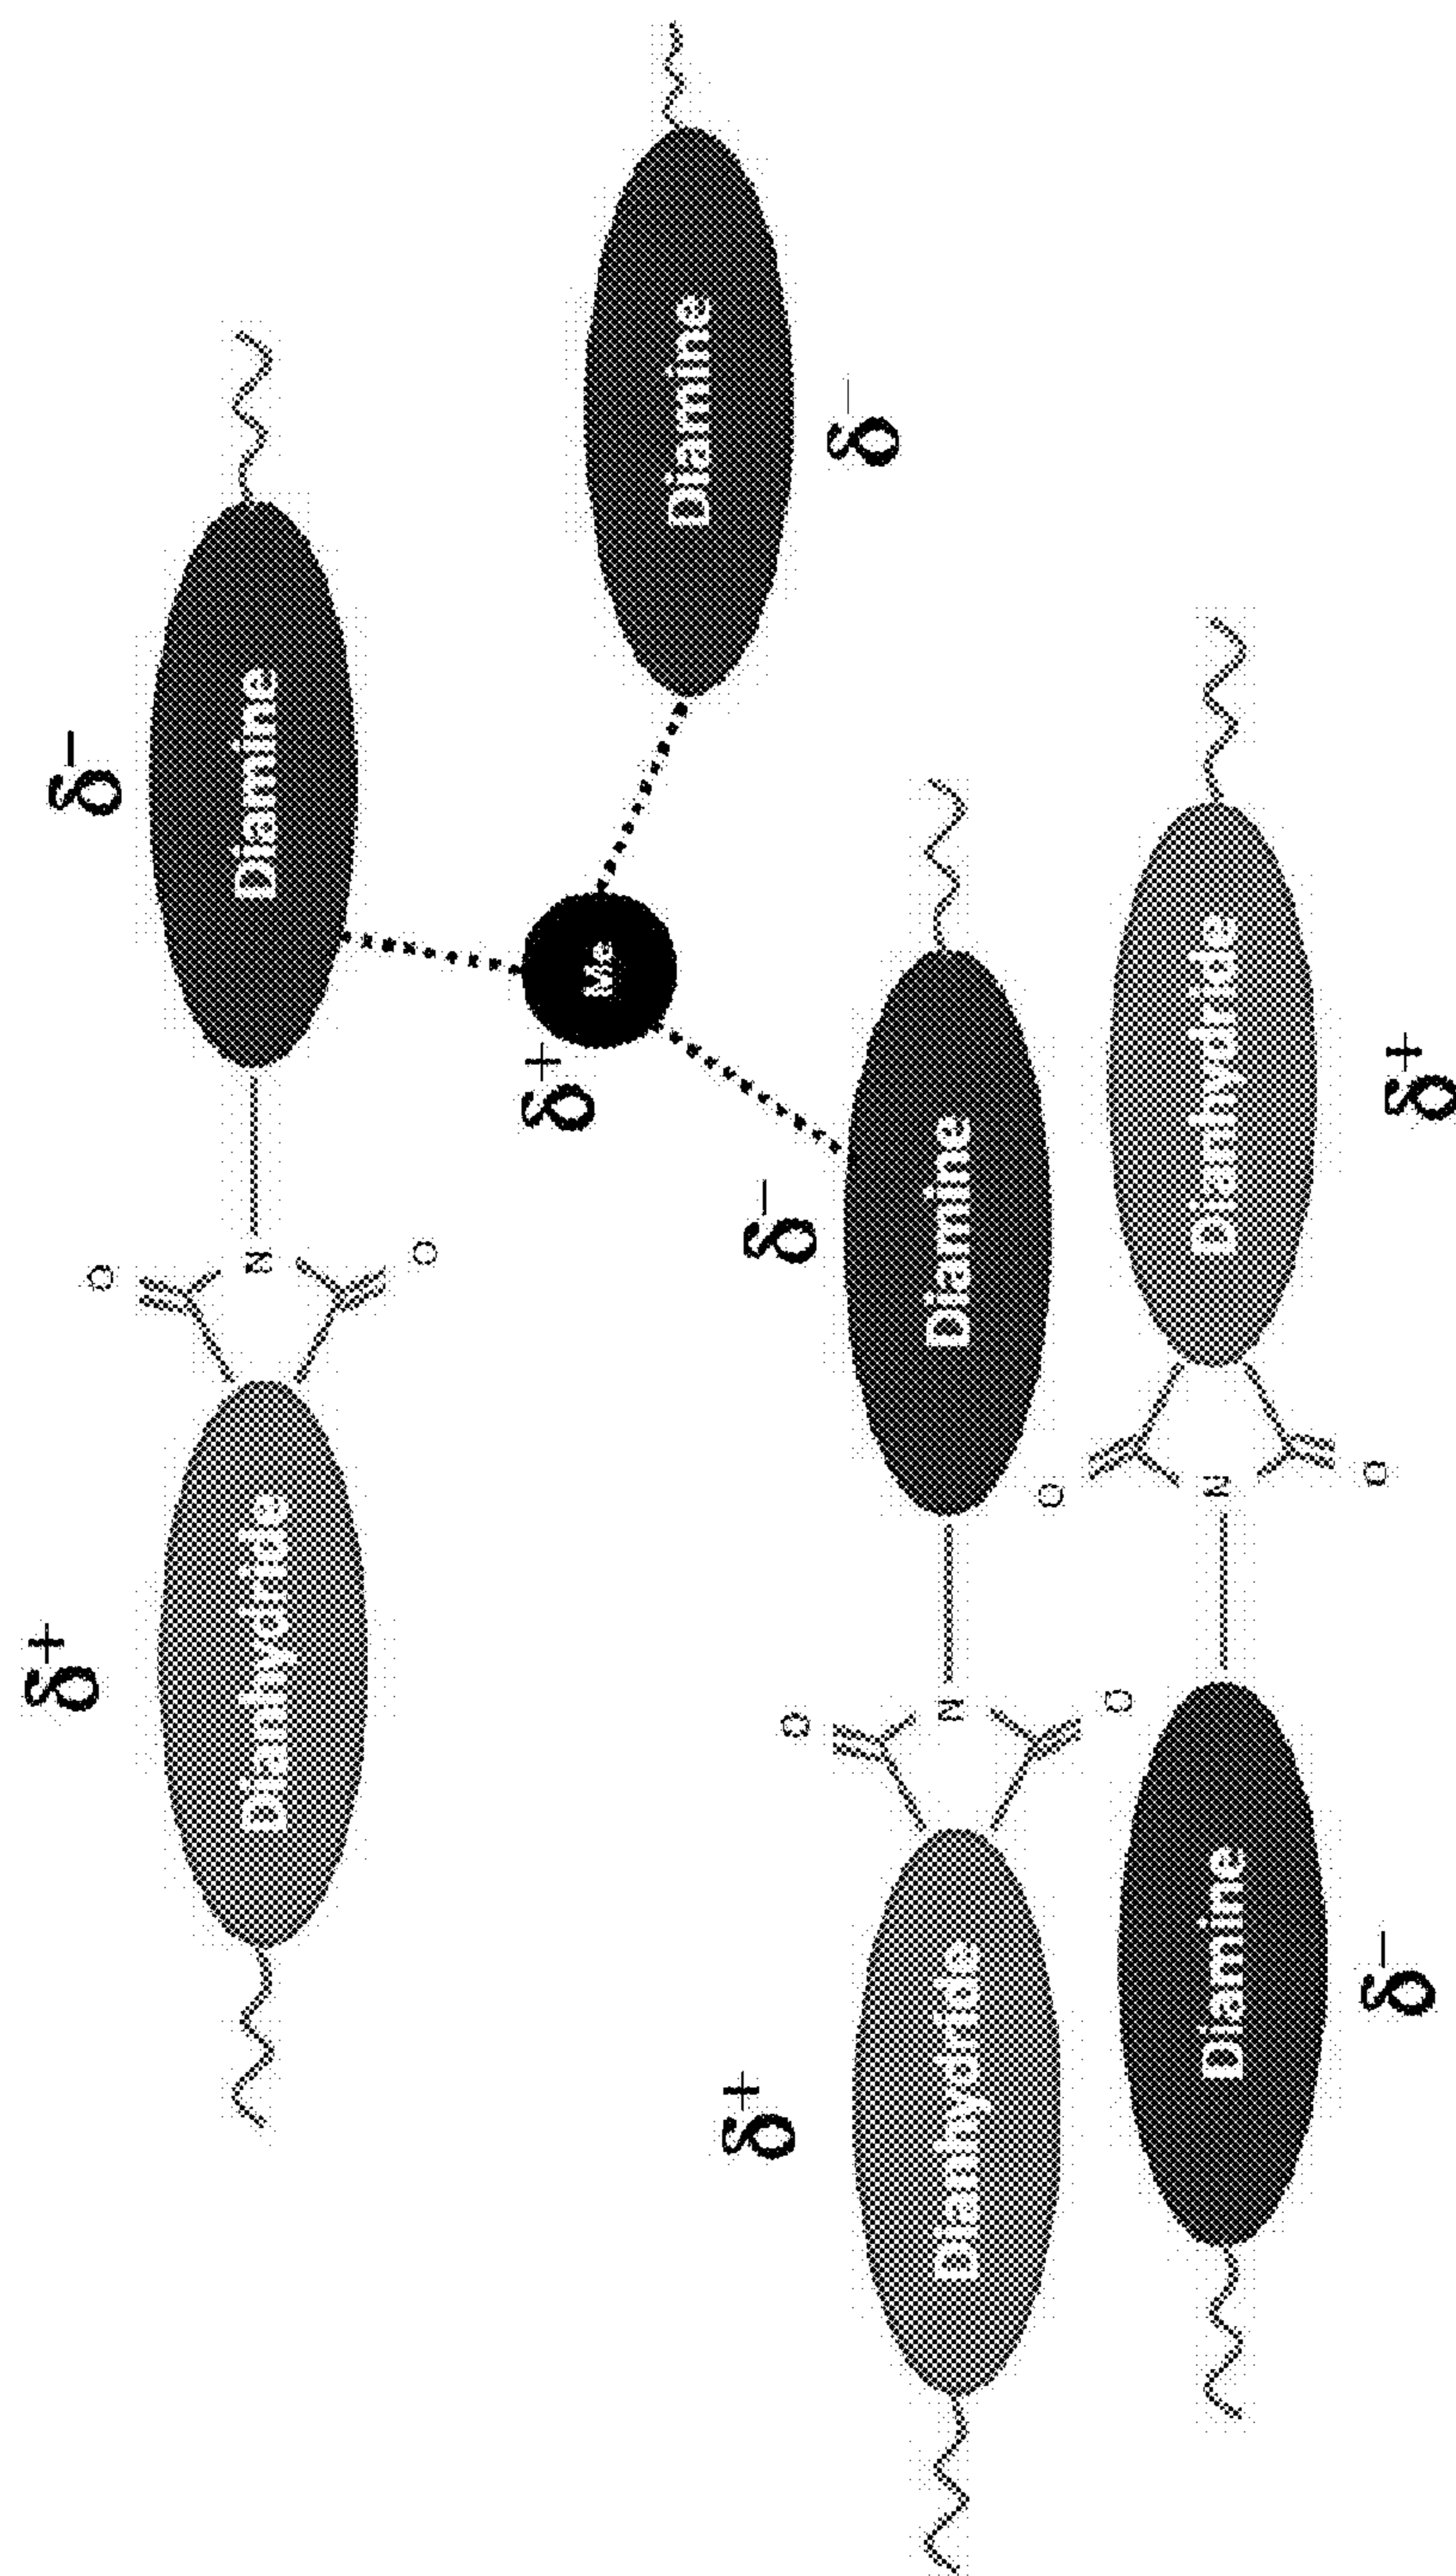 δ+
δ−
O
Dianhydride
N
Diamine
O
δ+
Me
Diamine
δ−
δ+
δ−
O
Dianhydride
N
Diamine
O
O
Diamine
N
Dianhydride
O
δ−
δ+